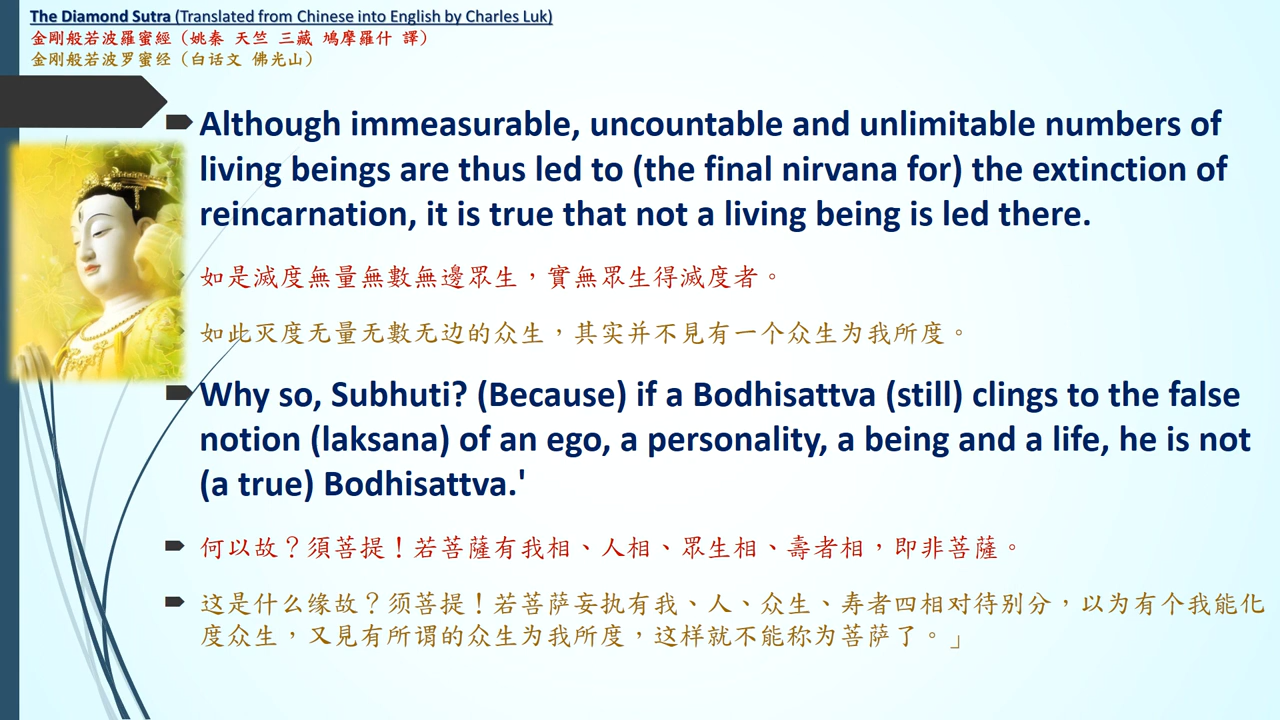 The Diamond Sutra (Translated from Chinese into English by Charles Luk)
金剛般若波羅蜜經（姚秦 天竺 三藏 鳩摩羅什 譯）
金刚般若波罗蜜经（白话文 佛光山）
Although immeasurable, uncountable and unlimitable numbers of
living beings are thus led to (the final nirvana for) the extinction of
reincarnation, it is true that not a living being is led there.
如是滅度無量無數無邊眾生，實無眾生得滅度者。
如此灭度无量无數无边的众生，其实并不見有一个众生为我所度。
Why so, Subhuti? (Because) if a Bodhisattva (still) clings to the false
notion (laksana) of an ego, a personality, a being and a life, he is not
(a true) Bodhisattva.'
何以故？須菩提！若菩薩有我相、人相、眾生相、壽者相，即非菩薩。
这是什么缘故？须菩提！若菩萨妄执有我、人、众生、寿者四相对待别分，以为有个我能化
度众生，又見有所谓的众生为我所度，这样就不能称为菩萨了。」